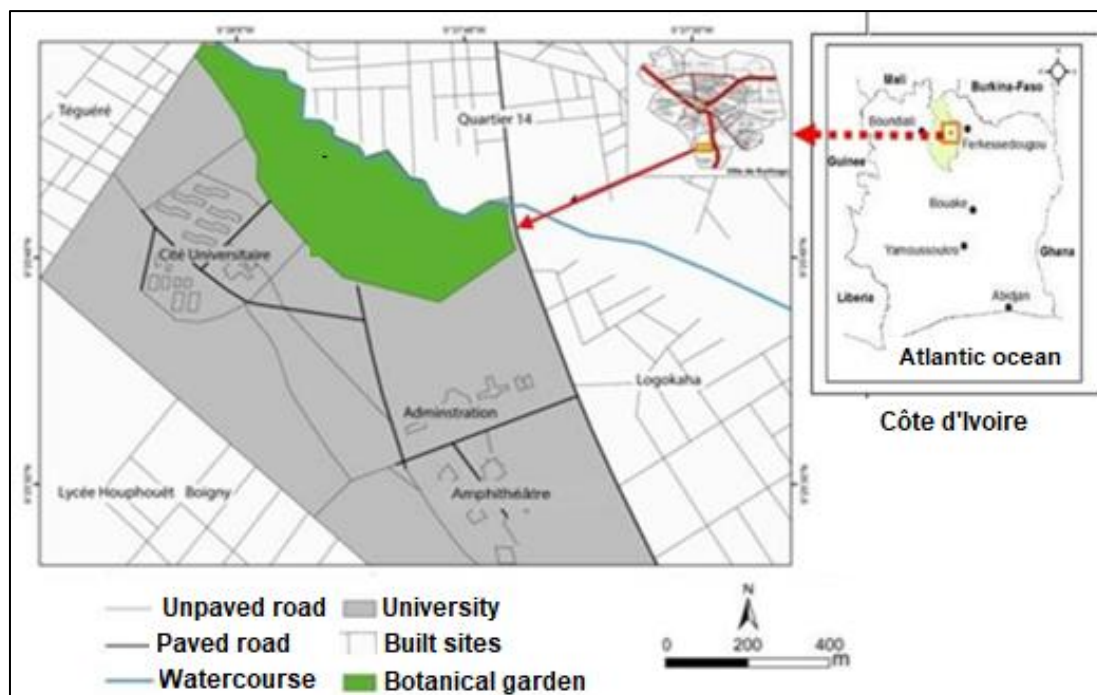 Téguéré
Quartier 14
Cité Universitaire
Logokaha
Adminstration
Lycée Houphouët Boigny
Amphithéâtre
Mali
Burkina-Faso
Boundiali
Ferkessedougou
Guinee
Bouake
Yamoussoukro
Ghana
Liberia
Abidjan
Atlantic ocean
Côte d'Ivoire
Unpaved road
University
Paved road
Built sites
Watercourse
Botanical garden
N
0 200 400
m